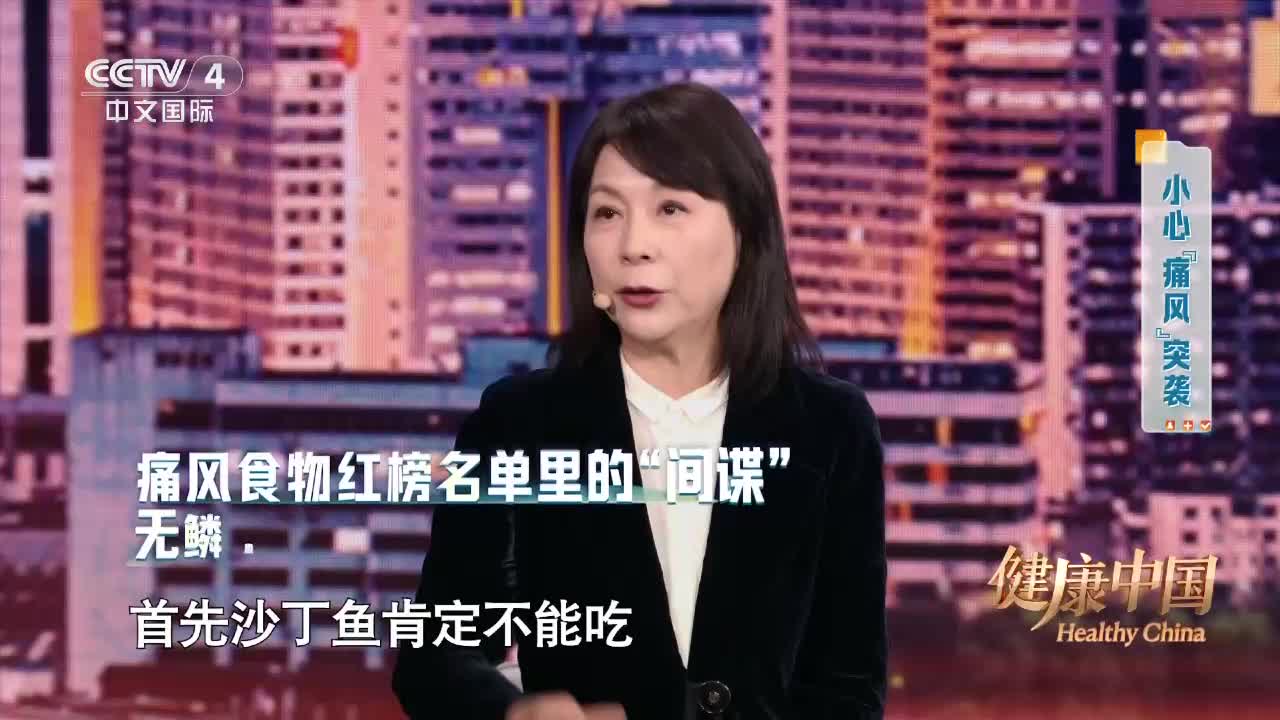 CCTV 4
中文国际
小心“痛风”突袭
痛风食物红榜名单里的“间谍”
无鳞
首先沙丁鱼肯定不能吃
健康中国
Healthy China